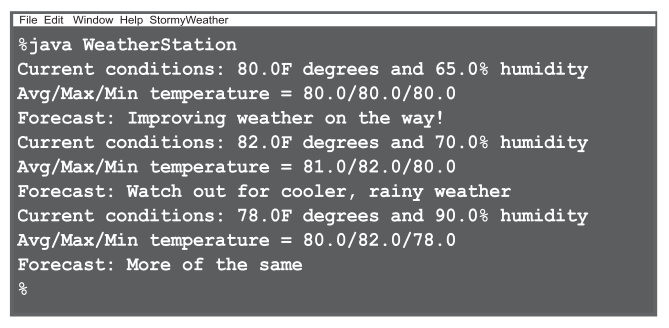 File Edit Window Help StormyWeather
%java WeatherStation
Current conditions: 80.0F degrees and 65.0% humidity
Avg/Max/Min temperature = 80.0/80.0/80.0
Forecast: Improving weather on the way!
Current conditions: 82.0F degrees and 70.0% humidity
Avg/Max/Min temperature = 81.0/82.0/80.0
Forecast: Watch out for cooler, rainy weather
Current conditions: 78.0F degrees and 90.0% humidity
Avg/Max/Min temperature = 80.0/82.0/78.0
Forecast: More of the same
%